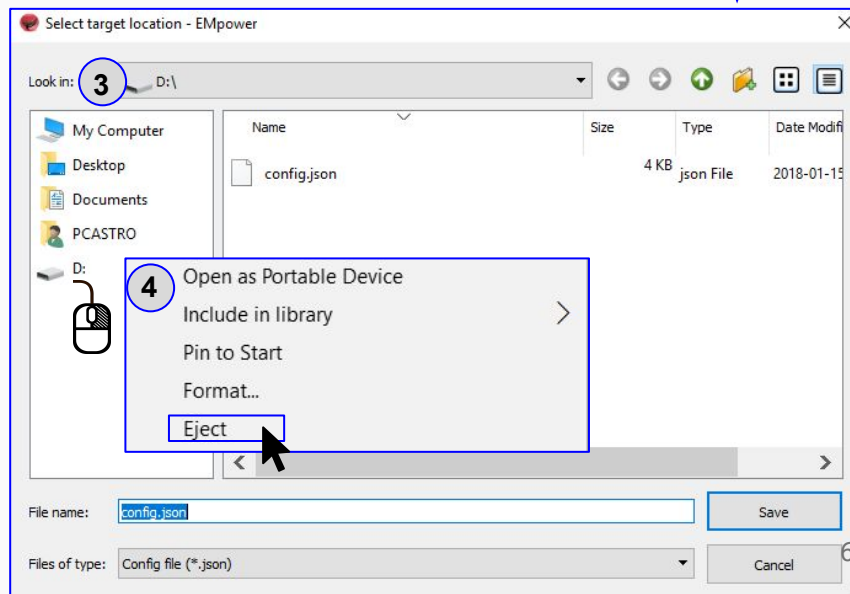 Select target location - EMpower
Look in: 3 D:\
My Computer
Desktop
Documents
PCASTRO
D:
Name Size Type Date Modifi
config.json 4 KB json File 2018-01-15
4 Open as Portable Device
Include in library
Pin to Start
Format...
Eject
File name: config.json Save
Files of type: Config file (*.json) Cancel
6